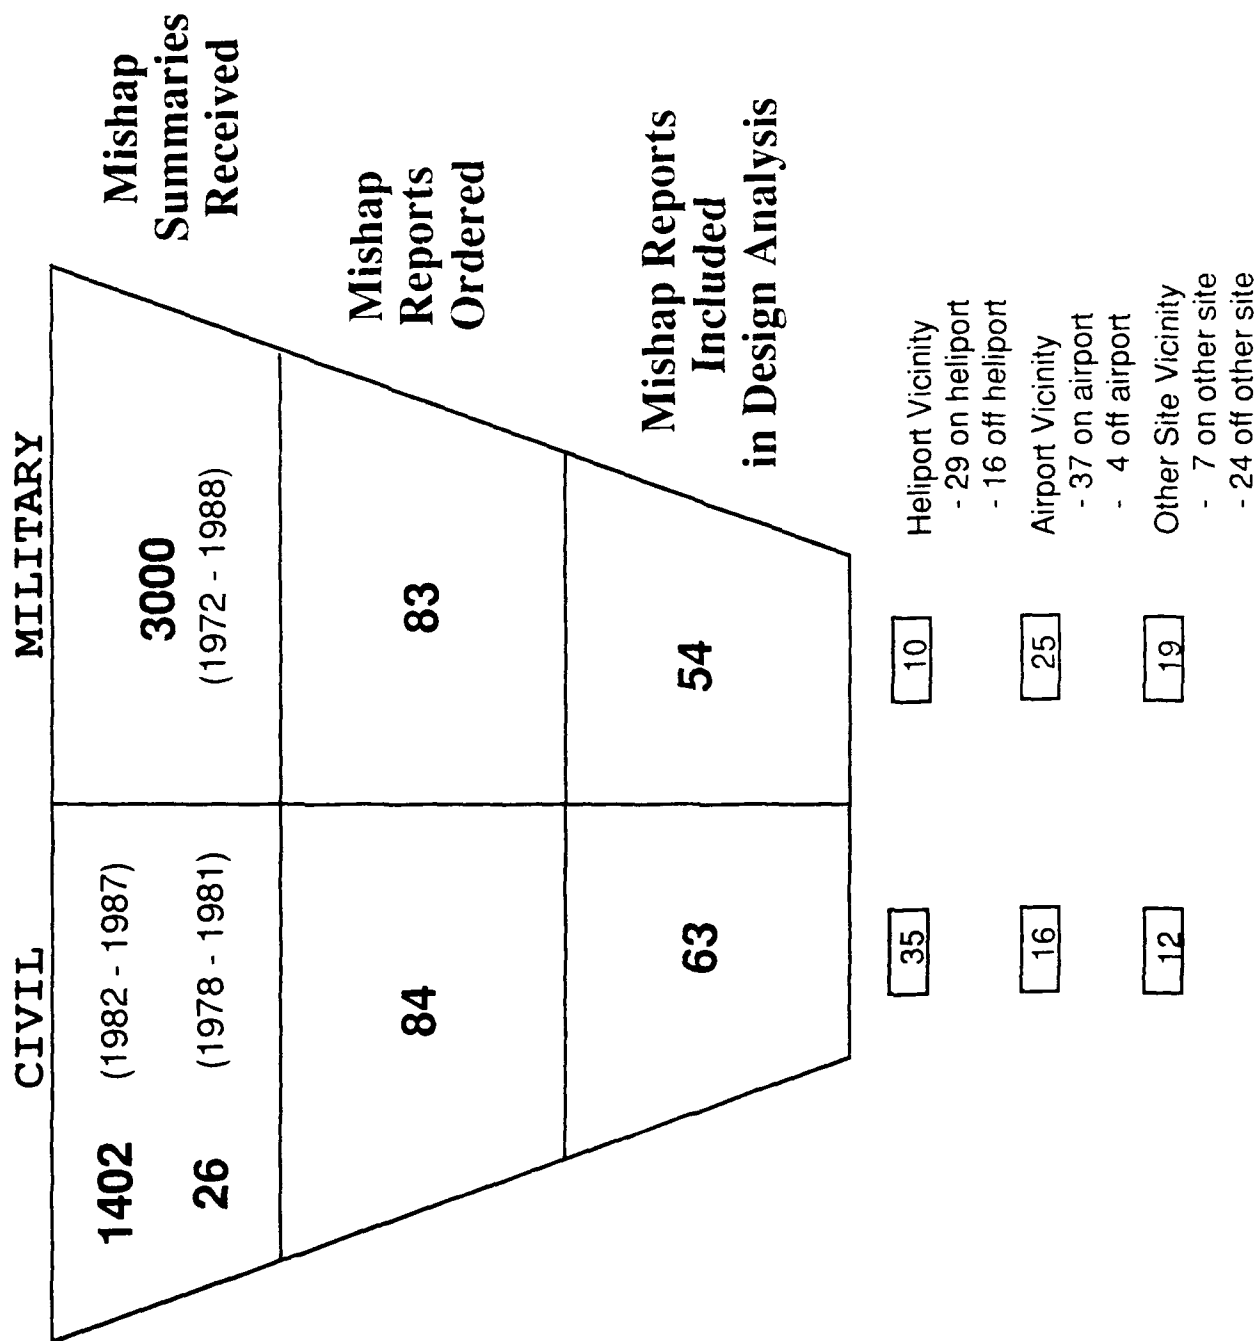 CIVIL MILITARY
1402 (1982 - 1987)
26 (1978 - 1981)
3000
(1972 - 1988)
Mishap
Summaries
Received
84
83
Mishap
Reports
Ordered
63
54
Mishap Reports
Included
in Design Analysis
35 10 Heliport Vicinity
- 29 on heliport
- 16 off heliport
16 25 Airport Vicinity
- 37 on airport
- 4 off airport
12 19 Other Site Vicinity
- 7 on other site
- 24 off other site